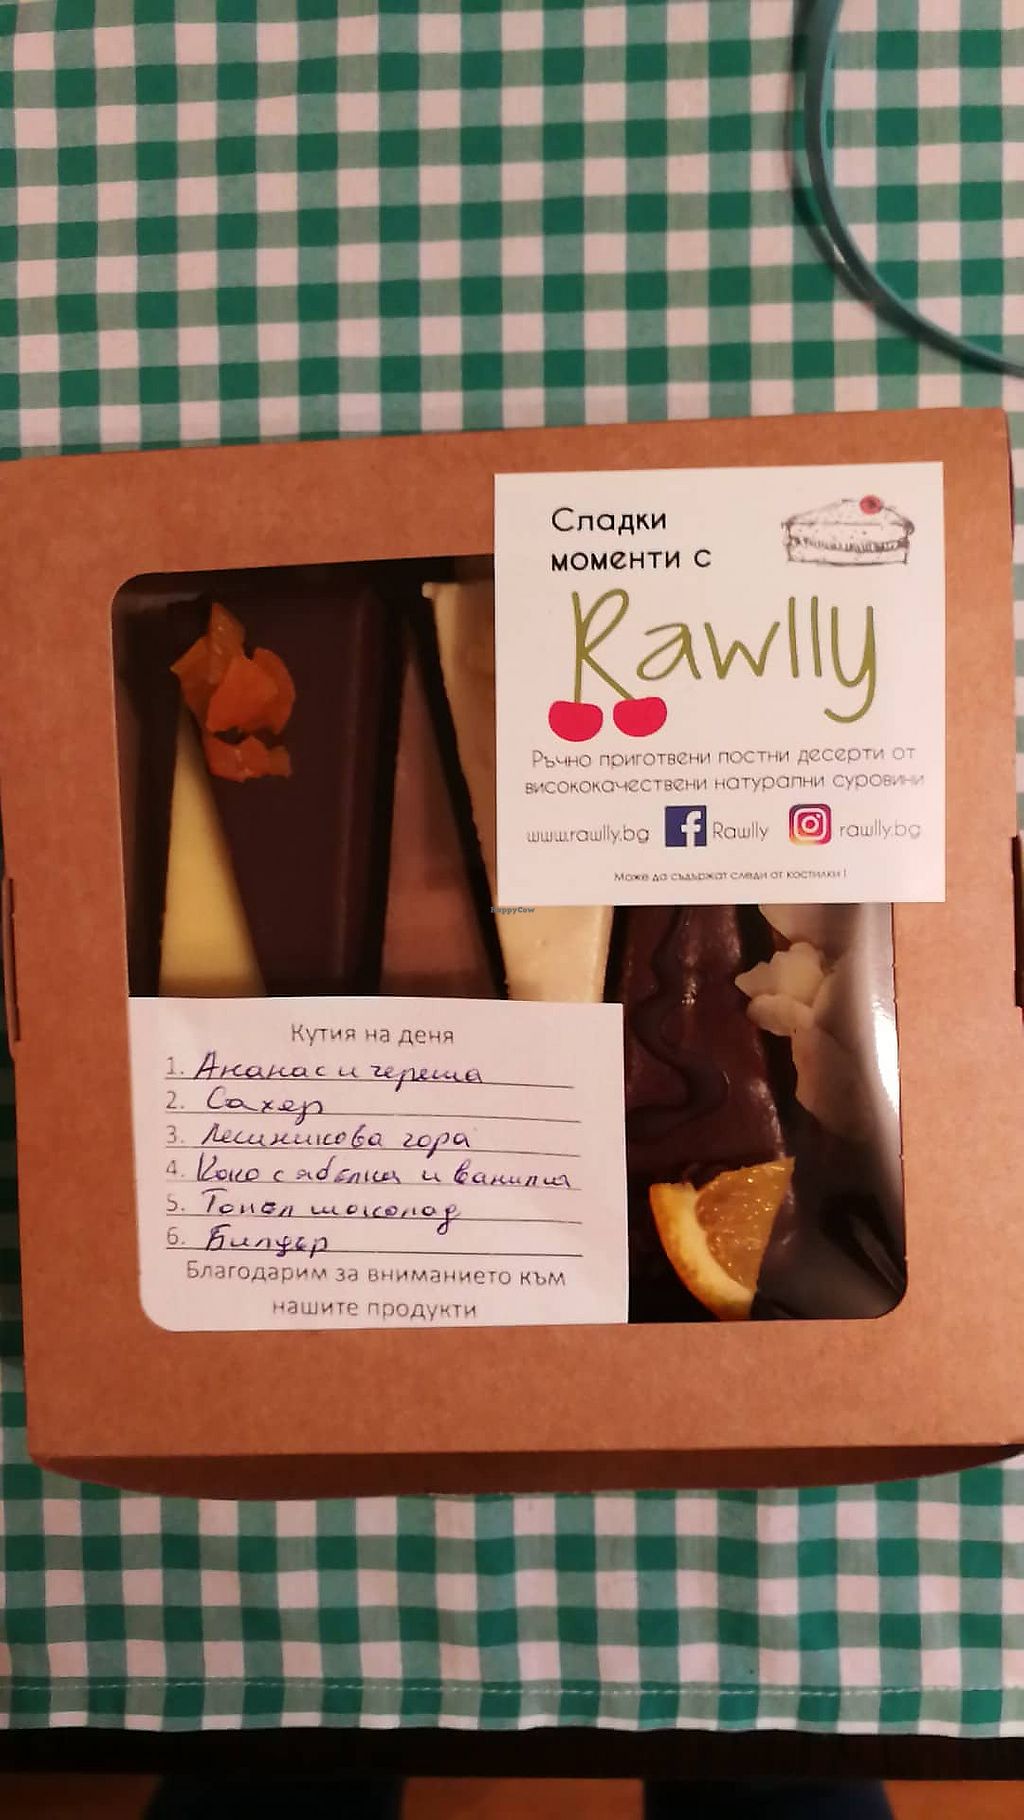 Сладки
моменти с
Rawlly
Ръчно приготвени постни десерти от
висококачествени натурални суровини
www.rawlly.bg Rawlly rawlly.bg
Може да съдържат следи от костилки !
HappyCow
Кутия на деня
1. Ананас и череша
2. Сахер
3. Лешникова гора
4. Коко с ябълка и ванилия
5. Топъл шоколад
6. Билдър
Благодарим за вниманието към
нашите продукти